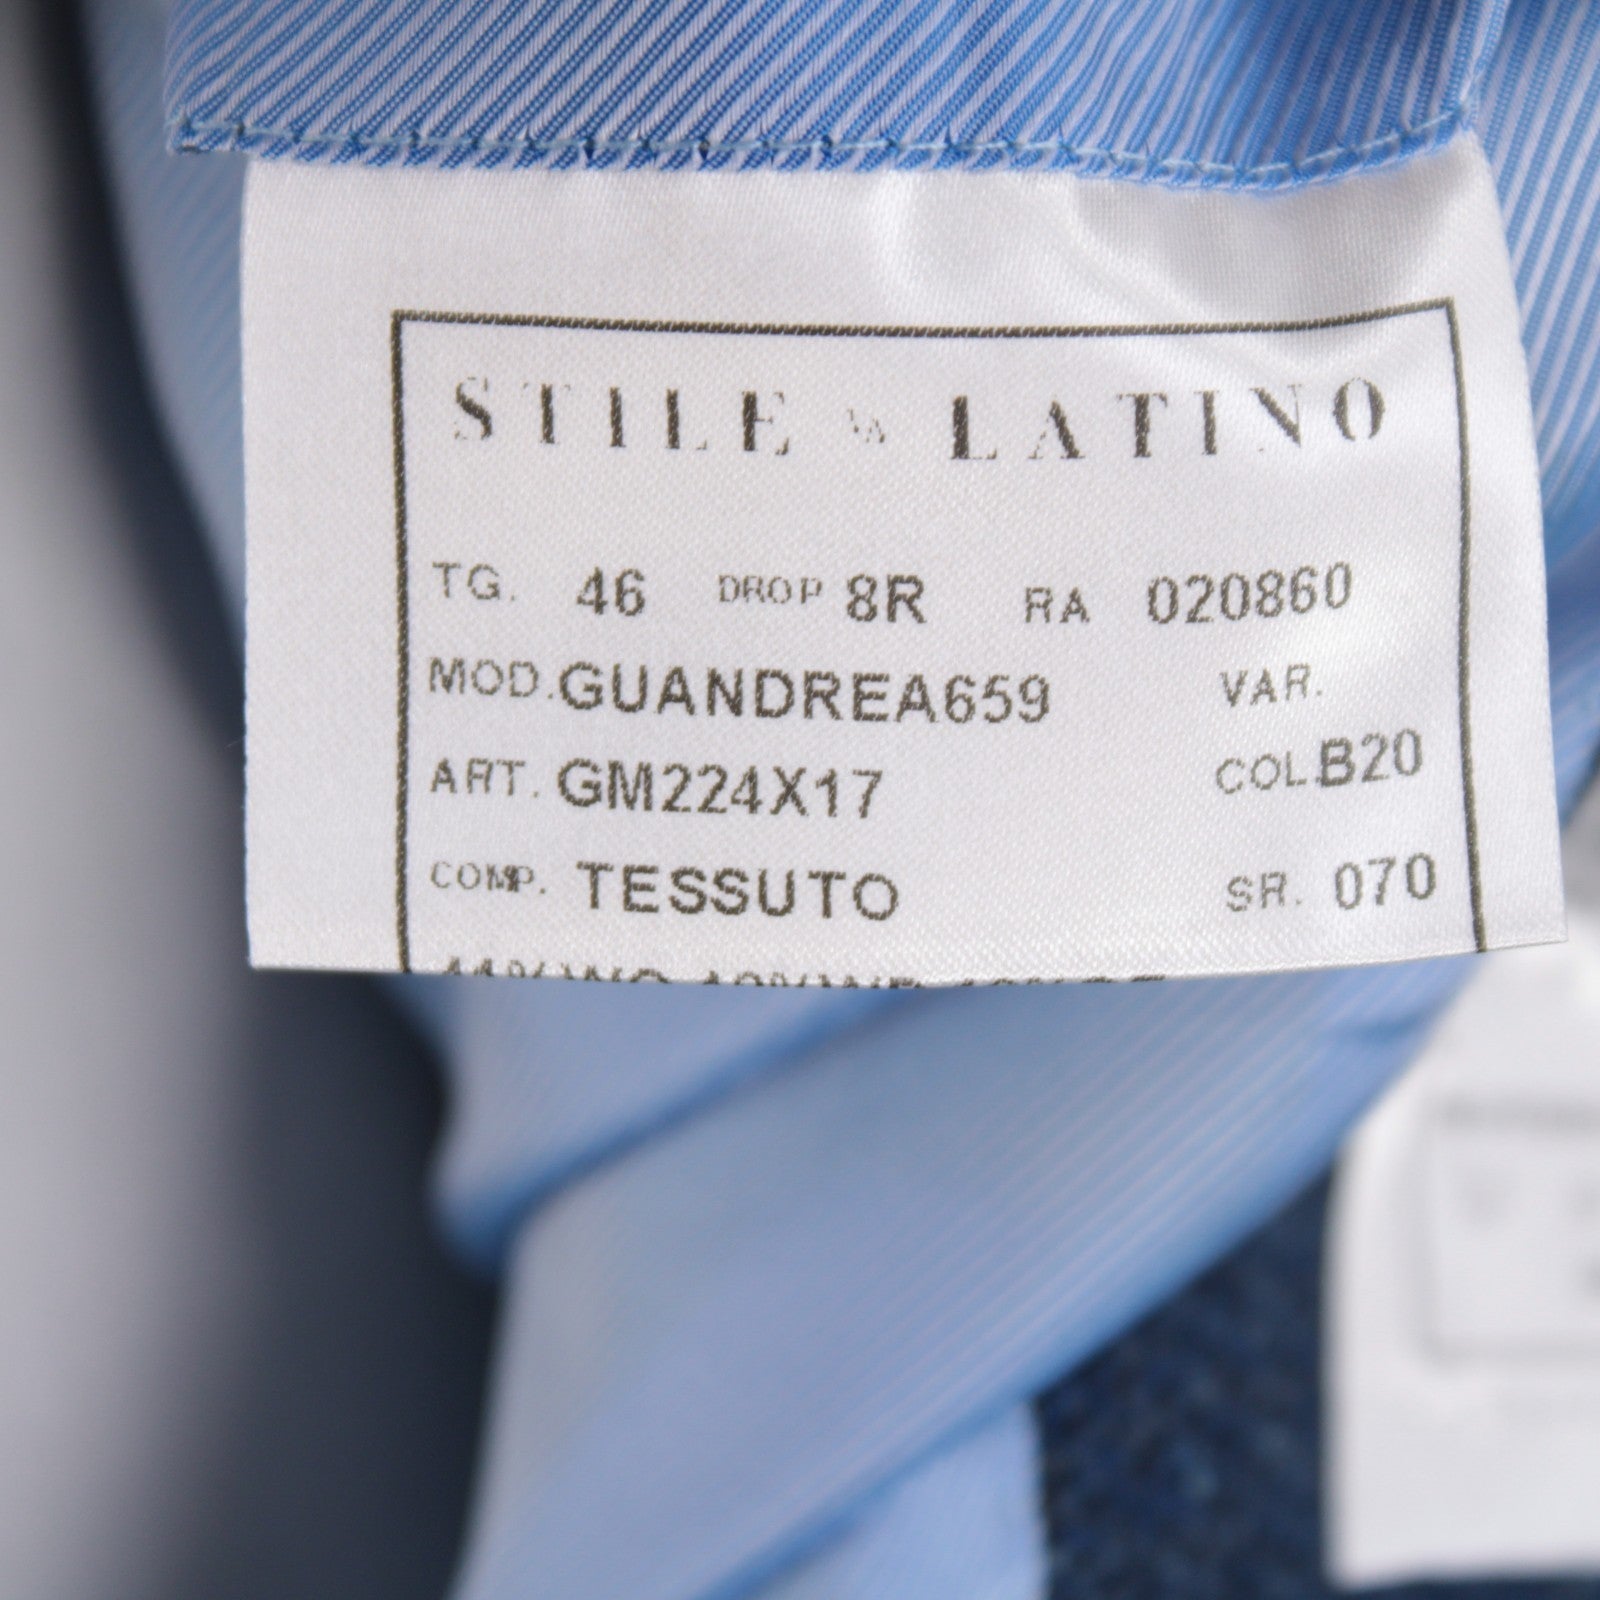 STILE LATINO
TG. 46 DROP 8R RA 020860
MOD. GUANDREA659 VAR.
ART. GM224X17 COL. B20
COMP. TESSUTO SR. 070